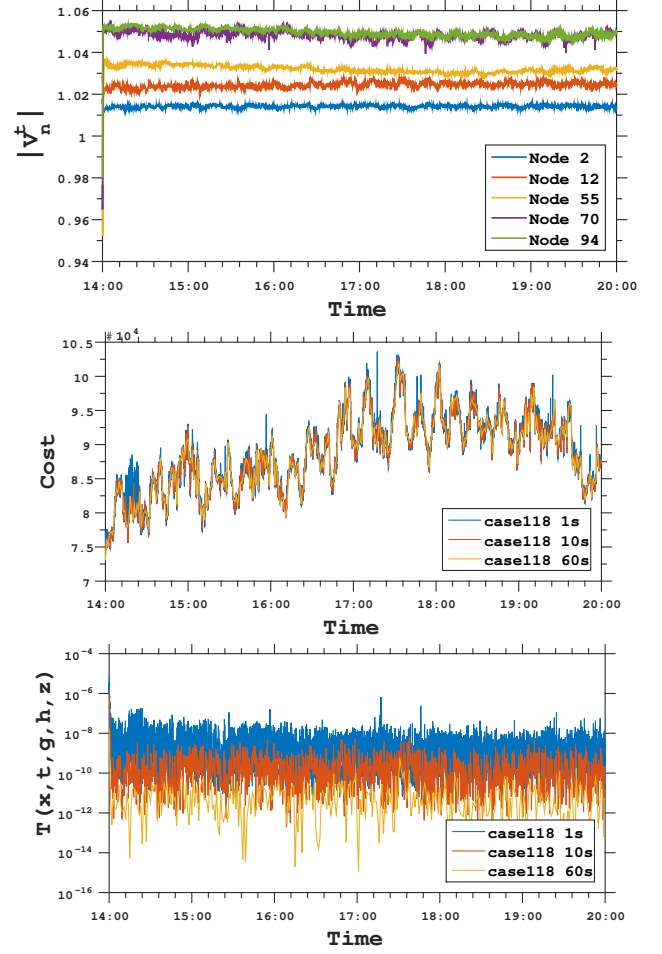 1.06
1.04
1.02
1
0.98
0.96
0.94
|V_n^t|
Node 2
Node 12
Node 55
Node 70
Node 94
14:00 15:00 16:00 17:00 18:00 19:00 20:00
Time
# 10^4
10.5
10
9.5
9
8.5
8
7.5
7
Cost
case118 1s
case118 10s
case118 60s
14:00 15:00 16:00 17:00 18:00 19:00 20:00
Time
10^-4
10^-6
10^-8
10^-10
10^-12
10^-14
10^-16
T(x,t,g,h,z)
case118 1s
case118 10s
case118 60s
14:00 15:00 16:00 17:00 18:00 19:00 20:00
Time